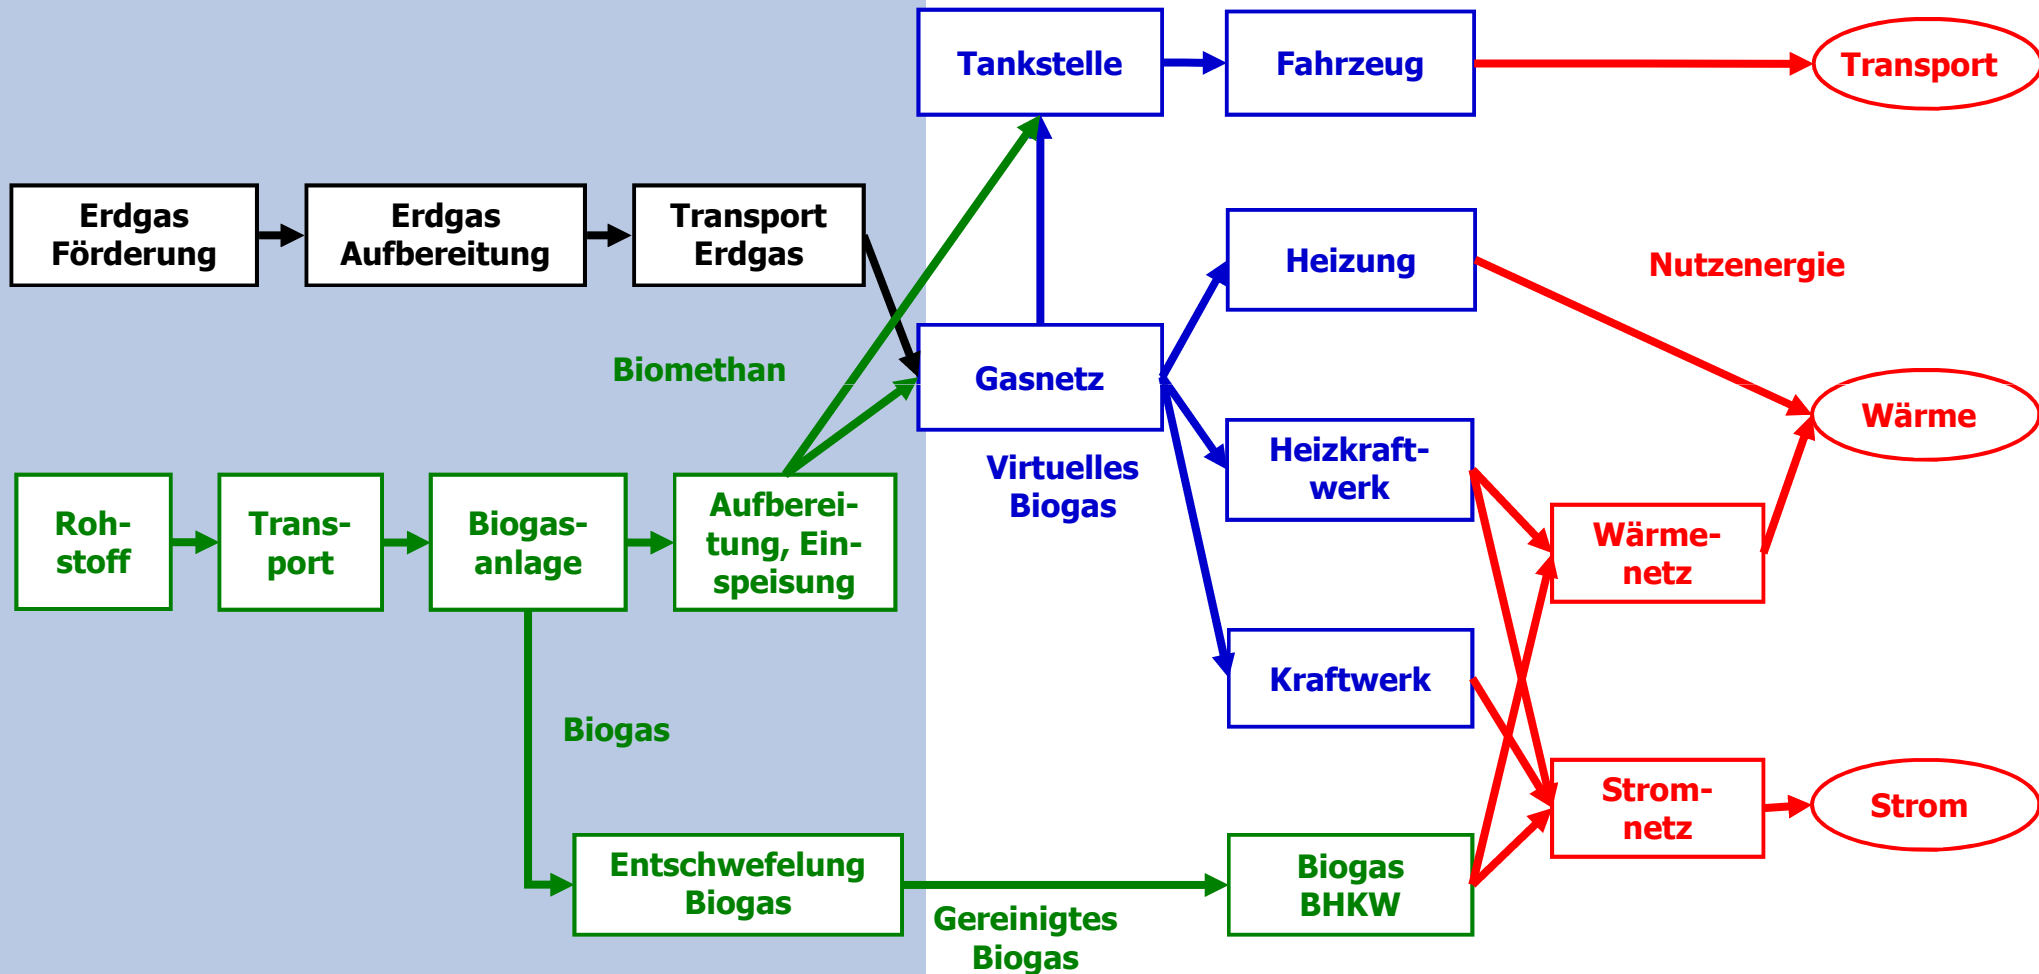 Tankstelle
Fahrzeug
Transport
Erdgas
Förderung
Erdgas
Aufbereitung
Transport
Erdgas
Heizung
Nutzenergie
Biomethan
Gasnetz
Wärme
Virtuelles
Biogas
Heizkraft-
werk
Roh-
stoff
Trans-
port
Biogas-
anlage
Aufberei-
tung, Ein-
speisung
Wärme-
netz
Kraftwerk
Biogas
Strom-
netz
Strom
Entschwefelung
Biogas
Gereinigtes
Biogas
Biogas
BHKW